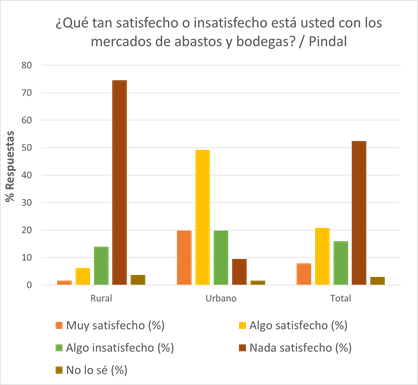 ¿Qué tan satisfecho o insatisfecho está usted con los
mercados de abastos y bodegas? / Pindal
% Respuestas
80
70
60
50
40
30
20
10
0
Rural Urbano Total
Muy satisfecho (%) Algo satisfecho (%)
Algo insatisfecho (%) Nada satisfecho (%)
No lo sé (%)